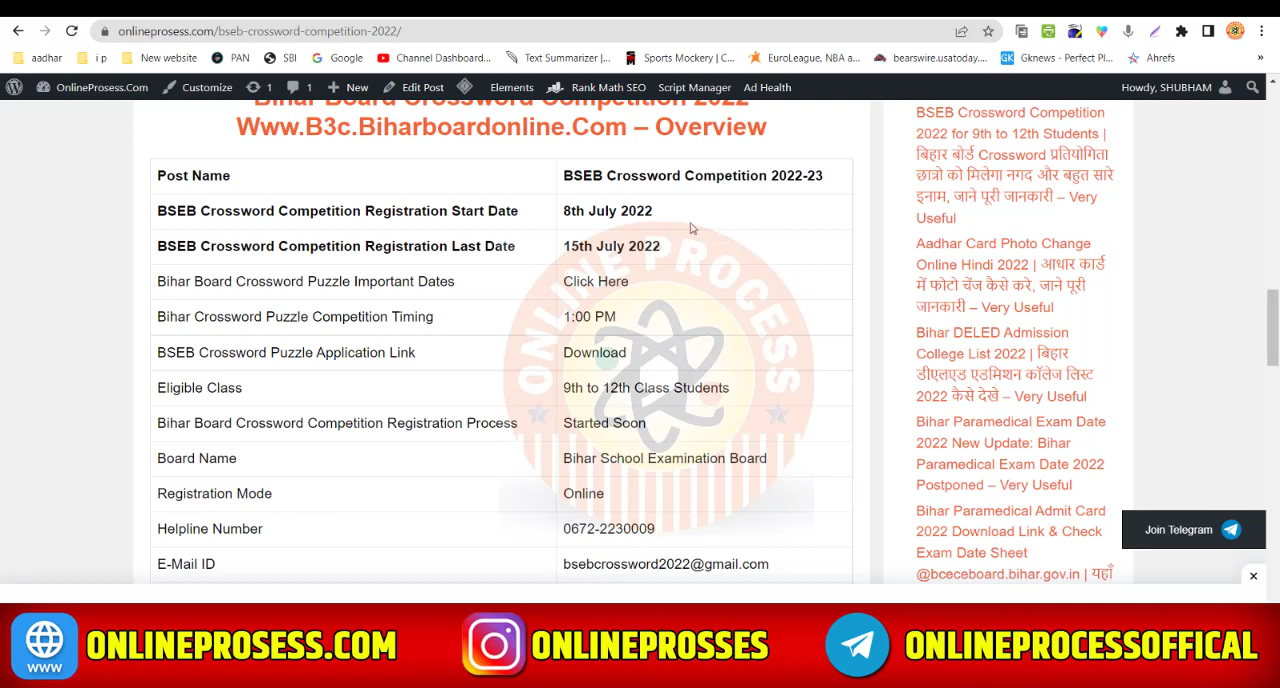 onlineprosess.com/bseb-crossword-competition-2022/
aadhar i p New website PAN SBI Google Channel Dashboard... Text Summarizer |... Sports Mockery | C... EuroLeague, NBA a... bearswire.usatoday.... Gknews - Perfect Pl... Ahrefs »
OnlineProsess.Com Customize 1 1 New Edit Post Elements Rank Math SEO Script Manager Ad Health Howdy, SHUBHAM
Bihar Board Crossword Competition 2022
Www.B3c.Biharboardonline.Com – Overview
Post Name BSEB Crossword Competition 2022-23
BSEB Crossword Competition Registration Start Date 8th July 2022
BSEB Crossword Competition Registration Last Date 15th July 2022
Bihar Board Crossword Puzzle Important Dates Click Here
Bihar Crossword Puzzle Competition Timing 1:00 PM
BSEB Crossword Puzzle Application Link Download
Eligible Class 9th to 12th Class Students
Bihar Board Crossword Competition Registration Process Started Soon
Board Name Bihar School Examination Board
Registration Mode Online
Helpline Number 0672-2230009
E-Mail ID bsebcrossword2022@gmail.com
ONLINE PROCESS
BSEB Crossword Competition
2022 for 9th to 12th Students |
बिहार बोर्ड Crossword प्रतियोगिता
छात्रो को मिलेगा नगद और बहुत सारे
इनाम, जाने पूरी जानकारी – Very
Useful
Aadhar Card Photo Change
Online Hindi 2022 | आधार कार्ड
में फोटो चेंज कैसे करे, जाने पूरी
जानकारी – Very Useful
Bihar DELED Admission
College List 2022 | बिहार
डीएलएड एडमिशन कॉलेज लिस्ट
2022 कैसे देखे – Very Useful
Bihar Paramedical Exam Date
2022 New Update: Bihar
Paramedical Exam Date 2022
Postponed – Very Useful
Bihar Paramedical Admit Card
2022 Download Link & Check
Exam Date Sheet
@bceceboard.bihar.gov.in | यहाँ
Join Telegram
WWW
ONLINEPROSESS.COM ONLINEPROSSES ONLINEPROCESSOFFICAL